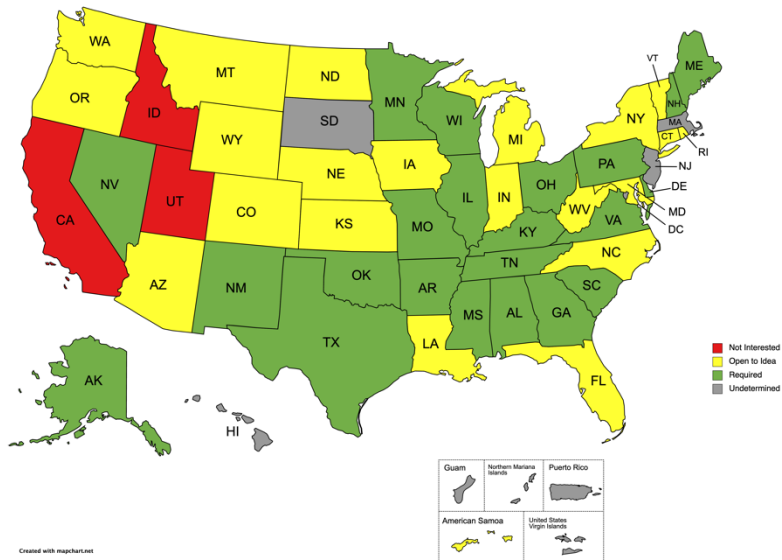 WA
MT
ND
MN
VT
ME
OR
ID
SD
WI
NH
MA
NY
CT
RI
WY
MI
NE
IA
PA
NJ
NV
UT
CO
IL
IN
OH
DE
MD
DC
WV
VA
CA
KS
MO
KY
NC
TN
AZ
NM
OK
AR
SC
MS
AL
GA
TX
LA
FL
AK
HI
Not Interested
Open to Idea
Required
Undetermined
Guam
Northern Mariana
Islands
Puerto Rico
American Samoa
United States
Virgin Islands
Created with mapchart.net